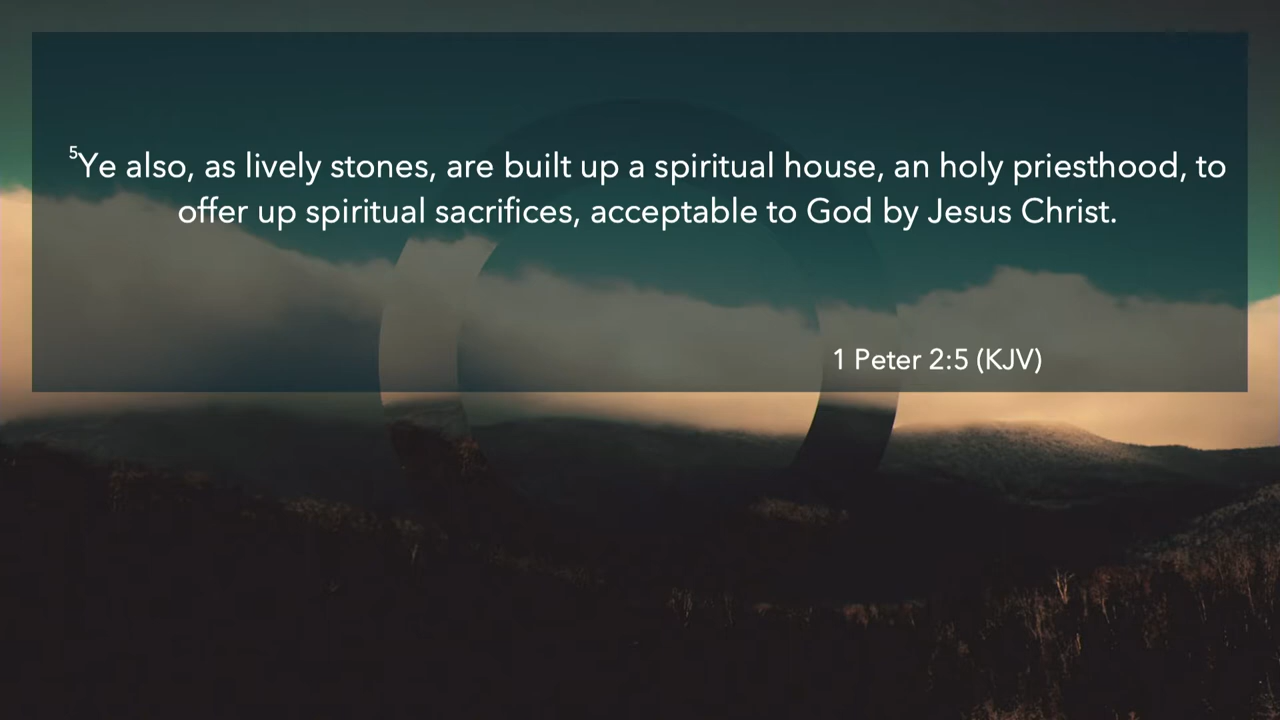 ⁵Ye also, as lively stones, are built up a spiritual house, an holy priesthood, to
offer up spiritual sacrifices, acceptable to God by Jesus Christ.
1 Peter 2:5 (KJV)